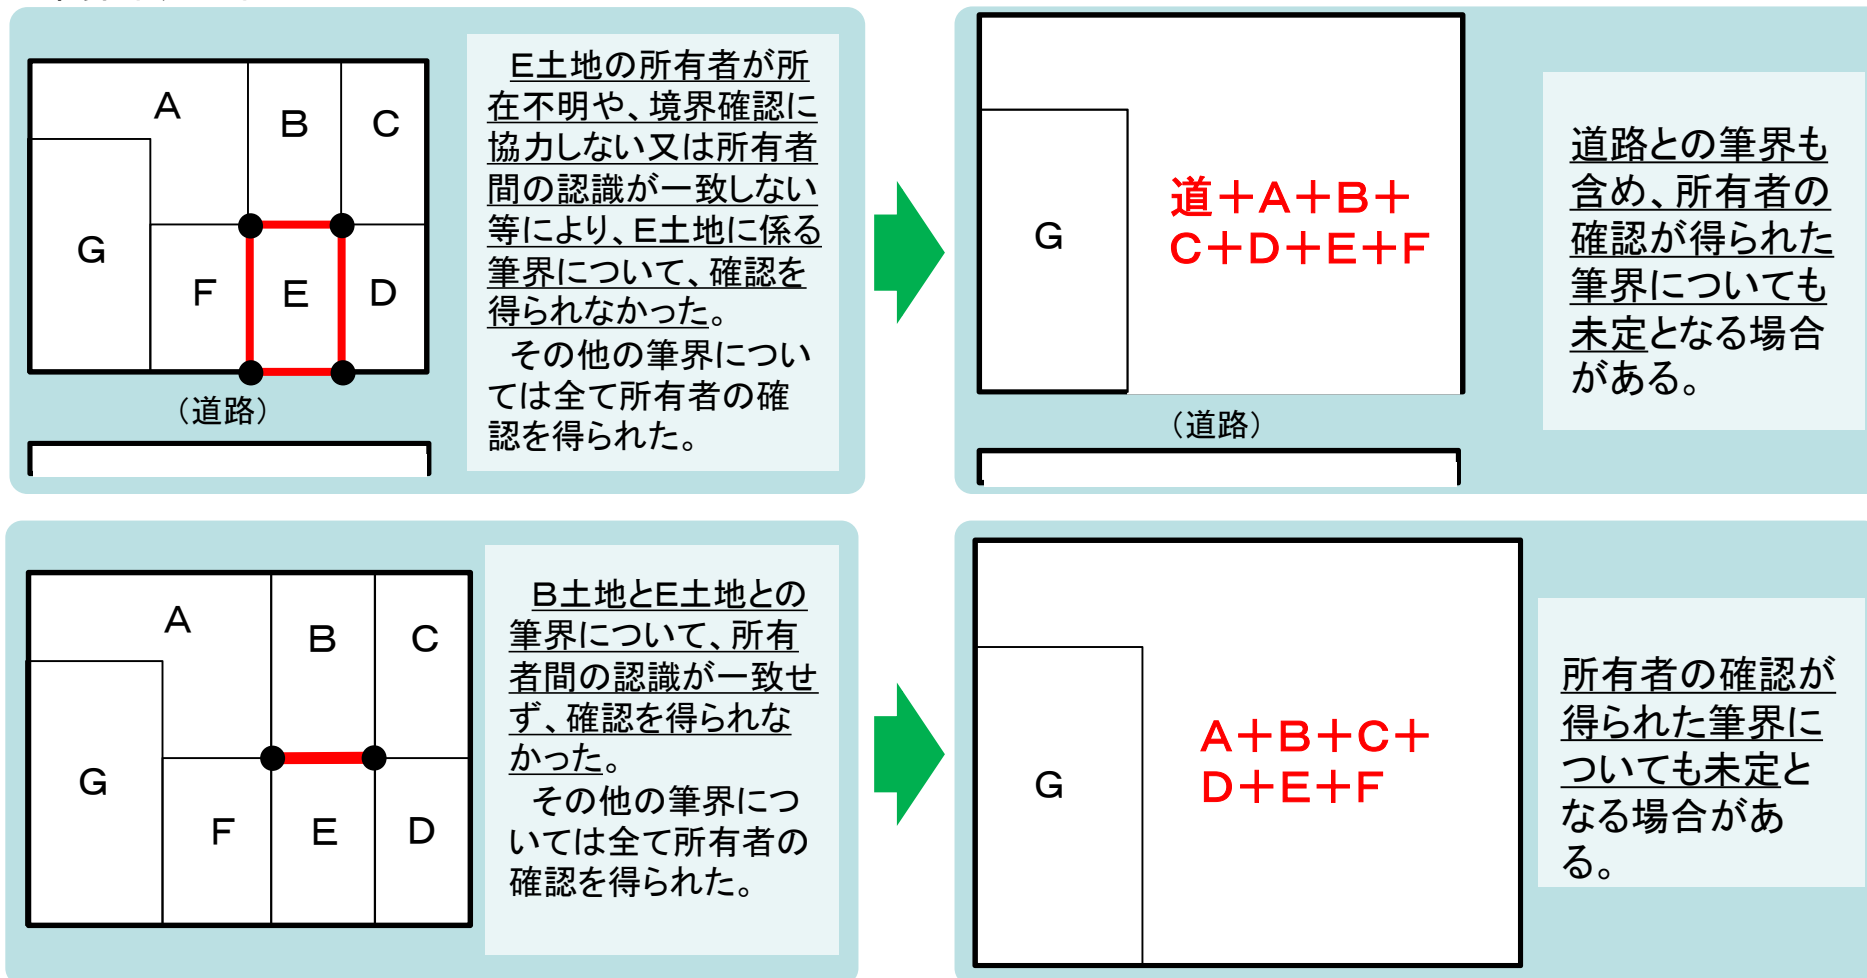 A
B
C
G
F
E
D
（道路）
E土地の所有者が所
在不明や、境界確認に
協力しない又は所有者
間の認識が一致しない
等により、E土地に係る
筆界について、確認を
得られなかった。
その他の筆界につい
ては全て所有者の確
認を得られた。
G
道＋A＋B＋
C＋D＋E＋F
（道路）
道路との筆界も
含め、所有者の
確認が得られた
筆界についても
未定となる場合
がある。
A
B
C
G
F
E
D
B土地とE土地との
筆界について、所有
者間の認識が一致せ
ず、確認を得られな
かった。
その他の筆界につ
いては全て所有者の
確認を得られた。
G
A＋B＋C＋
D＋E＋F
所有者の確認が
得られた筆界に
ついても未定と
なる場合があ
る。